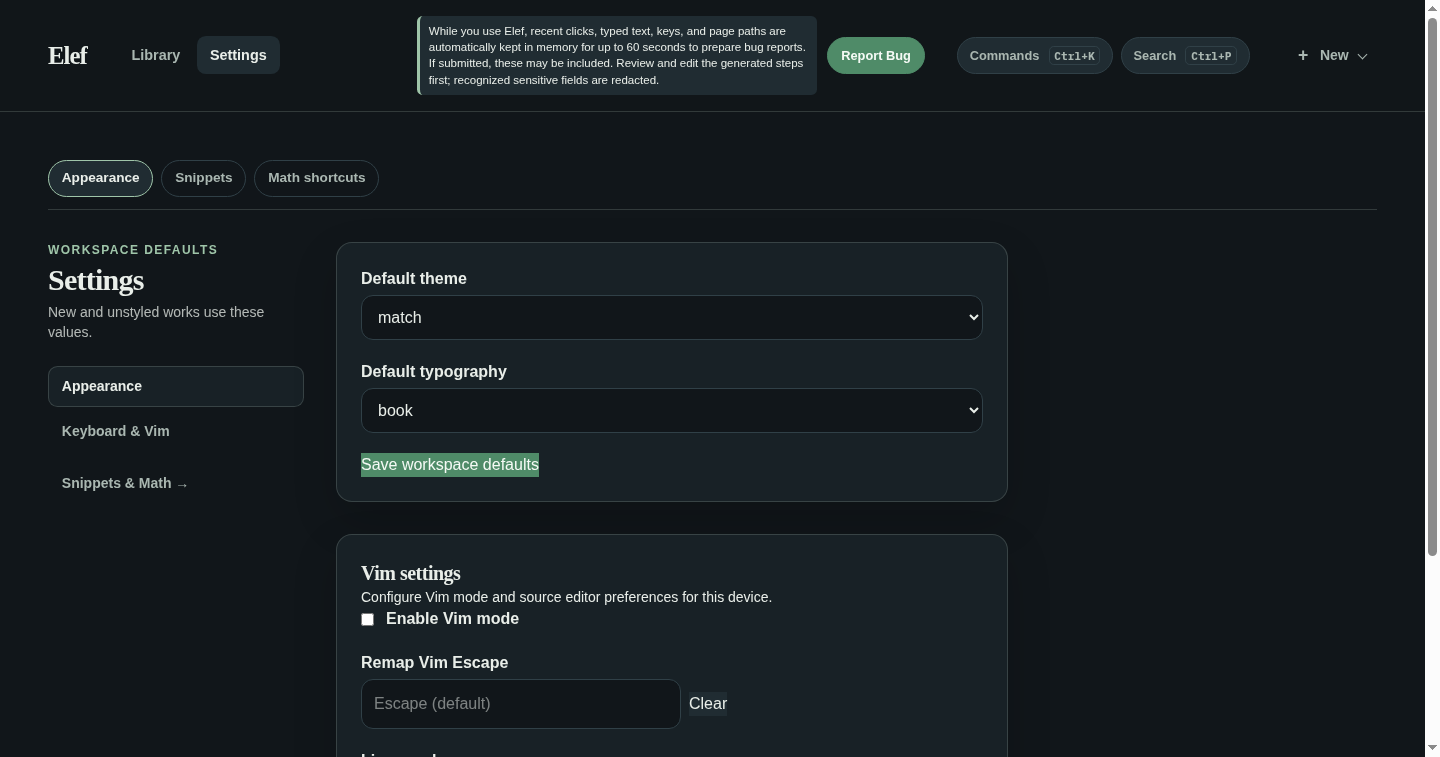 Elef
Library
Settings
While you use Elef, recent clicks, typed text, keys, and page paths are
automatically kept in memory for up to 60 seconds to prepare bug reports.
If submitted, these may be included. Review and edit the generated steps
first; recognized sensitive fields are redacted.
Report Bug
Commands Ctrl+K
Search Ctrl+P
+ New
Appearance
Snippets
Math shortcuts
WORKSPACE DEFAULTS
Settings
New and unstyled works use these
values.
Appearance
Keyboard & Vim
Snippets & Math →
Default theme
match
Default typography
book
Save workspace defaults
Vim settings
Configure Vim mode and source editor preferences for this device.
Enable Vim mode
Remap Vim Escape
Escape (default)
Clear